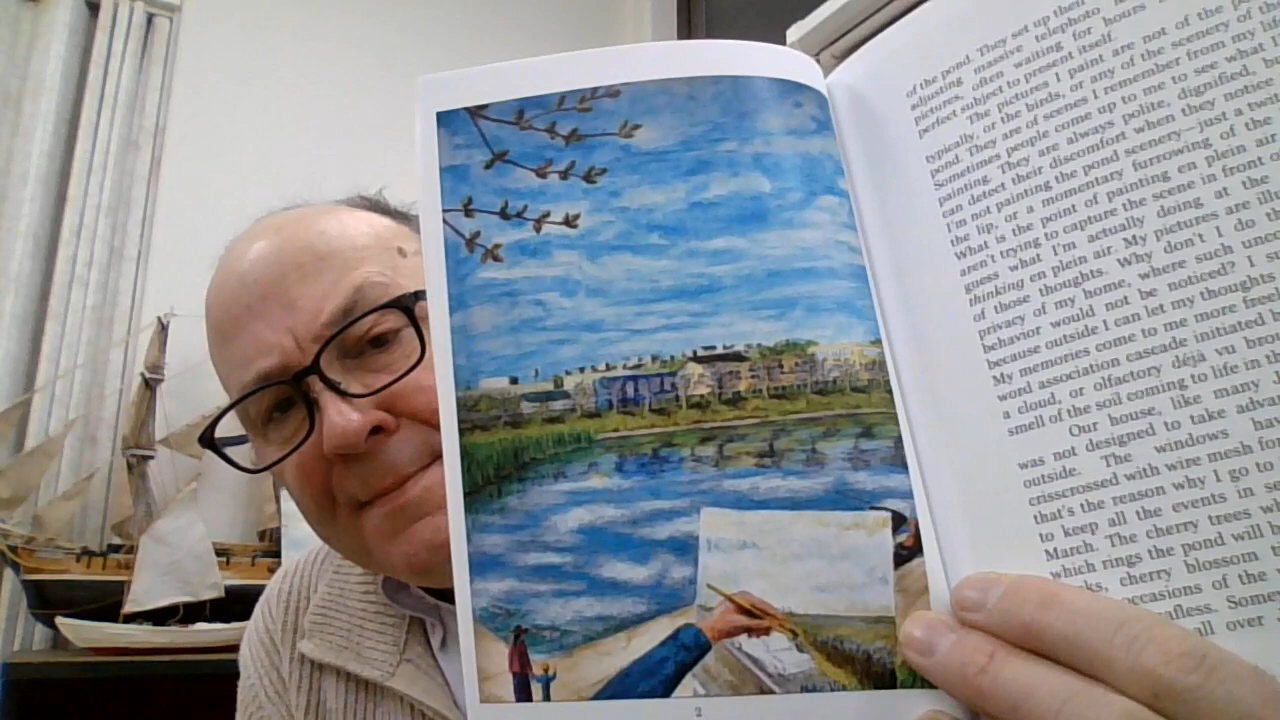 2
of the pond. They set up their
adjusting massive telephoto
pictures, often waiting for hours
perfect subject to present itself.
The pictures I paint are not of the
typically, or the birds, or any of the scenery of the
pond. They are of scenes I remember from my life
Sometimes people come up to me to see what I'm
painting. They are always polite, dignified, but
can detect their discomfort when they notice
I'm not painting the pond scenery—just a
the lip, or a momentary furrowing of the
What is the point of painting en plein air
aren't trying to capture the scene in front of
guess what I'm actually doing at the
thinking en plein air. My pictures are
of those thoughts. Why don't I do
privacy of my home, where such
behavior would not be noticed? I
because outside I can let my thoughts
My memories come to me more
word association cascade initiated
a cloud, or olfactory déjà vu
smell of the soil coming to life in
Our house, like many
was not designed to take
outside. The windows
crisscrossed with wire mesh
that's the reason why I go to
to keep all the events in
March. The cherry trees
which rings the pond will
cherry blossom
occasions of the
Some
all over